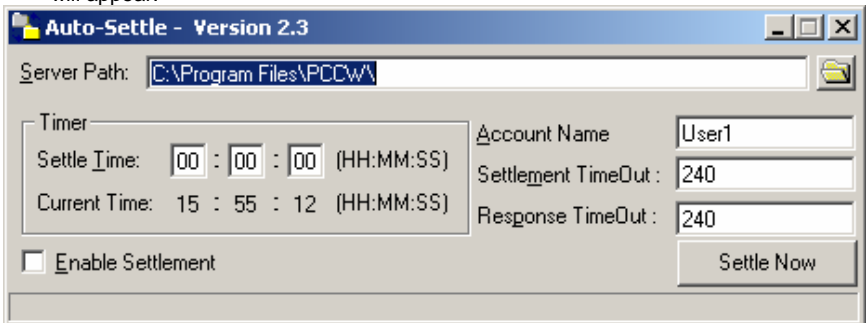 will appear.
Auto-Settle - Version 2.3
Server Path: C:\Program Files\PCCW\
Timer
Settle Time: 00 : 00 : 00 (HH:MM:SS)
Current Time: 15 : 55 : 12 (HH:MM:SS)
Account Name User1
Settlement TimeOut : 240
Response TimeOut : 240
Enable Settlement
Settle Now